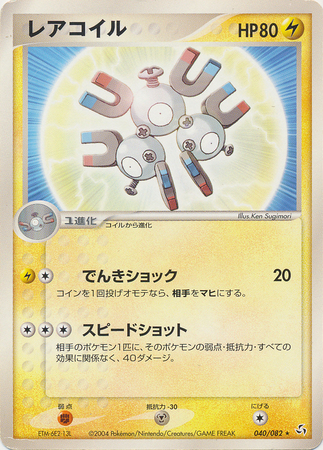 レアコイル HP80
Illus. Ken Sugimori
1進化 コイルから進化
でんきショック 20
コインを1回投げオモテなら、相手をマヒにする。
スピードショット
相手のポケモン1匹に、そのポケモンの弱点・抵抗力・すべての
効果に関係なく、40ダメージ。
弱点 抵抗力 -30 にげる
ETM 6E2 13L ©2004 Pokémon/Nintendo/Creatures/GAME FREAK 040/082 ★